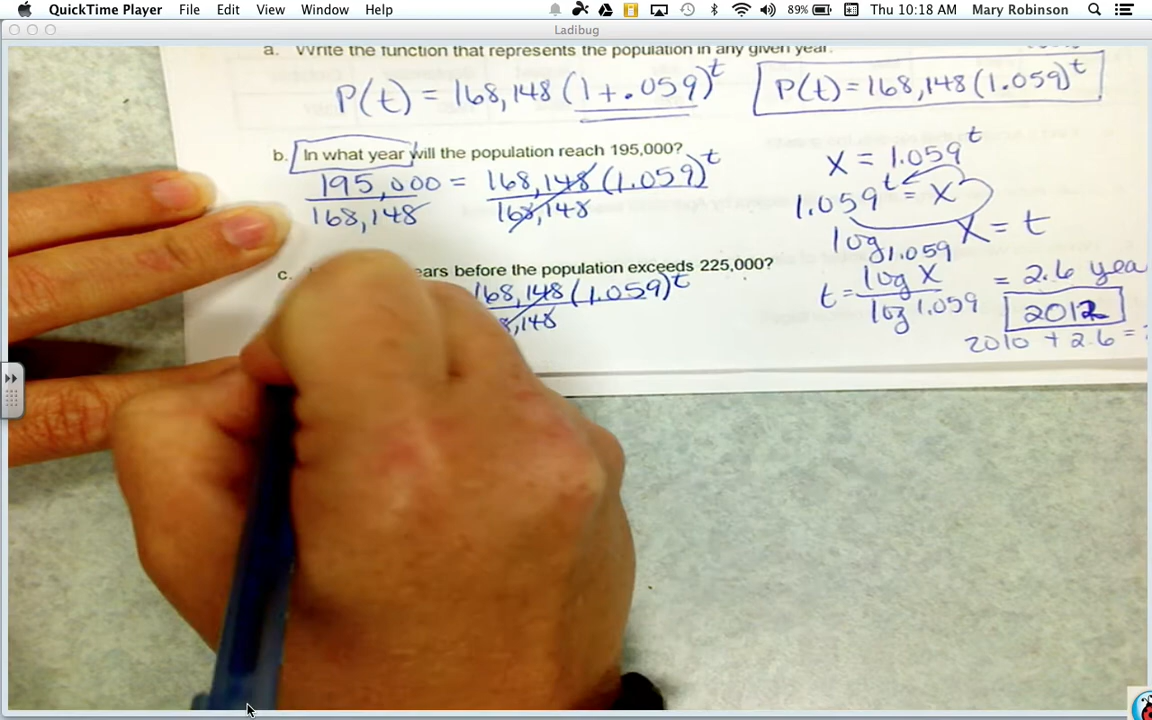 QuickTime Player File Edit View Window Help 89% Thu 10:18 AM Mary Robinson
Ladibug
a. Write the function that represents the population in any given year.
P(t) = 168,148 (1+.059)^t
P(t) = 168,148 (1.059)^t
b. In what year will the population reach 195,000?
195,000 = 168,148 (1.059)^t
168,148 168,148
x = 1.059^t
1.059^t = x
log_1.059 x = t
t = log x / log 1.059 = 2.6 yea
2012
2010 + 2.6 =
c. ears before the population exceeds 225,000?
168,148 (1.059)^t
8,148